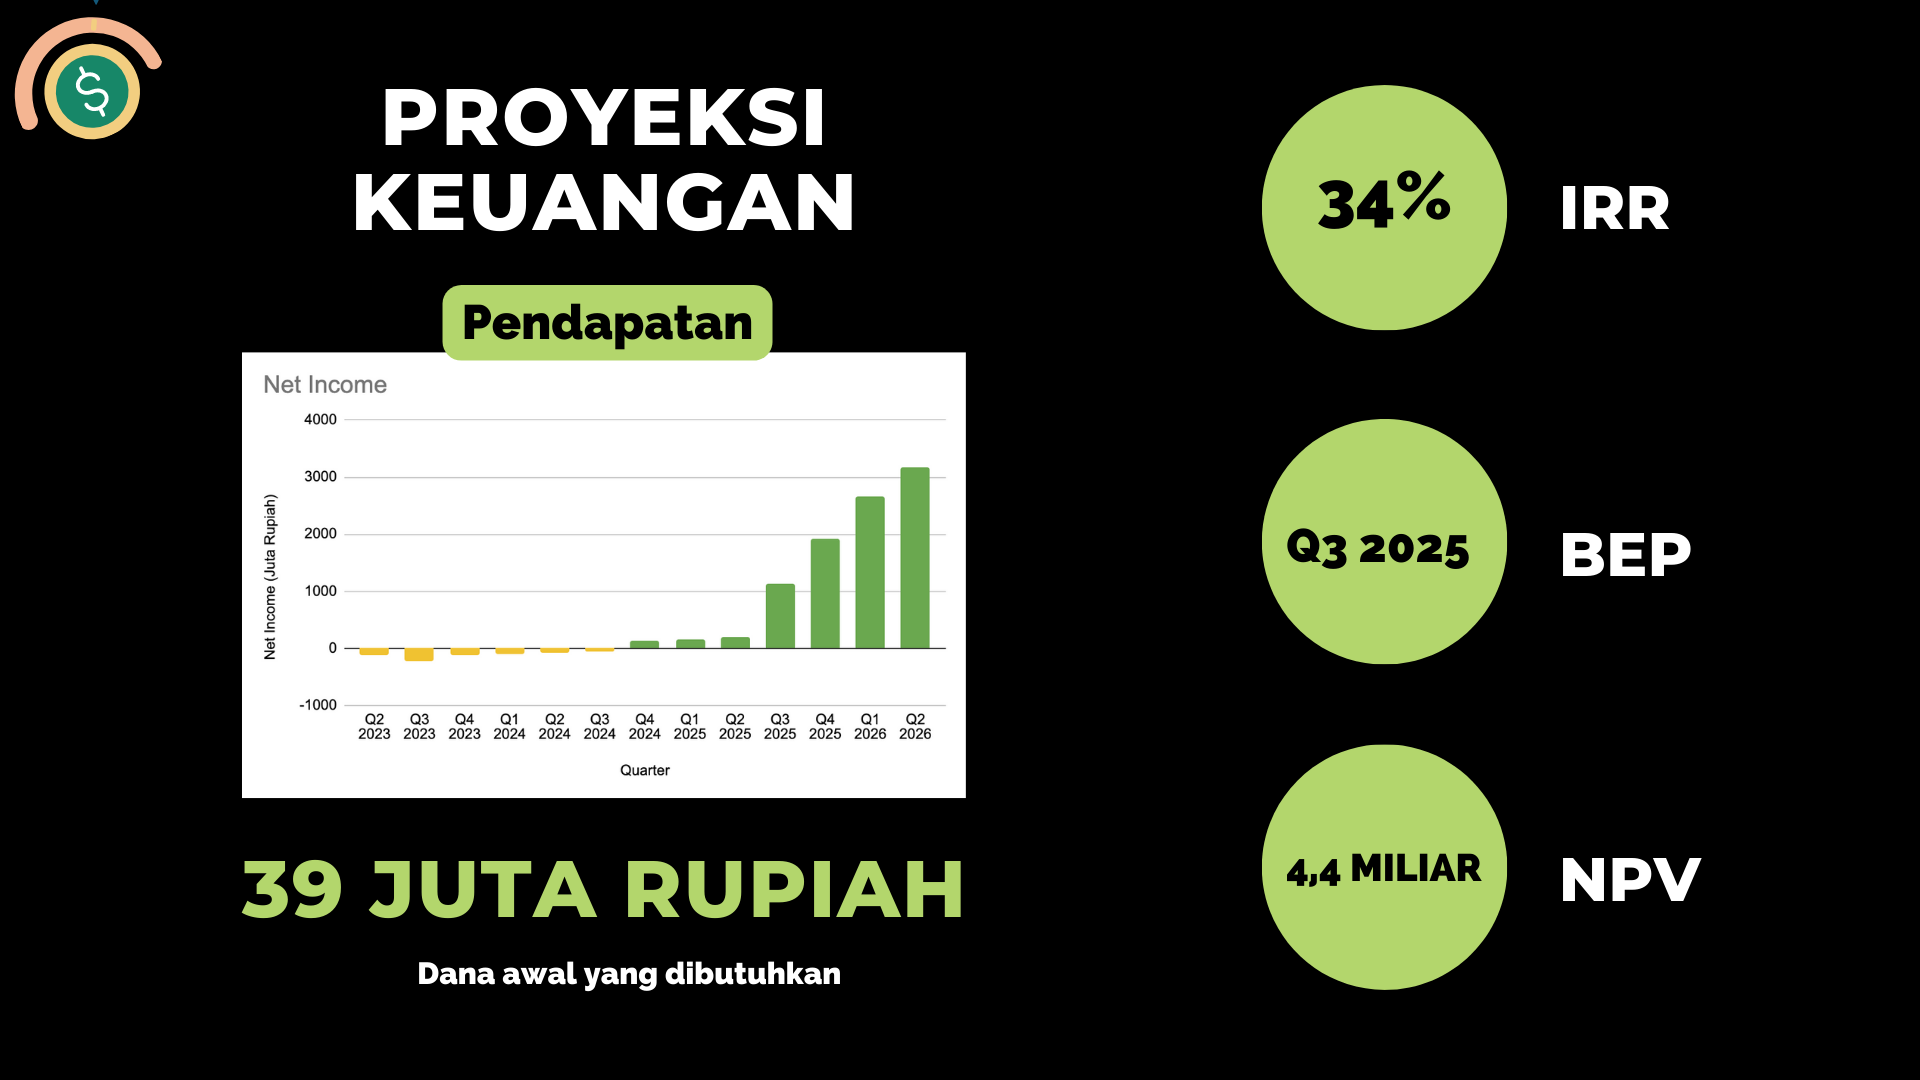 PROYEKSI
KEUANGAN
Pendapatan
Net Income
Net Income (Juta Rupiah)
4000
3000
2000
1000
0
-1000
Q2 2023
Q3 2023
Q4 2023
Q1 2024
Q2 2024
Q3 2024
Q4 2024
Q1 2025
Q2 2025
Q3 2025
Q4 2025
Q1 2026
Q2 2026
Quarter
39 JUTA RUPIAH
Dana awal yang dibutuhkan
34%
IRR
Q3 2025
BEP
4,4 MILIAR
NPV